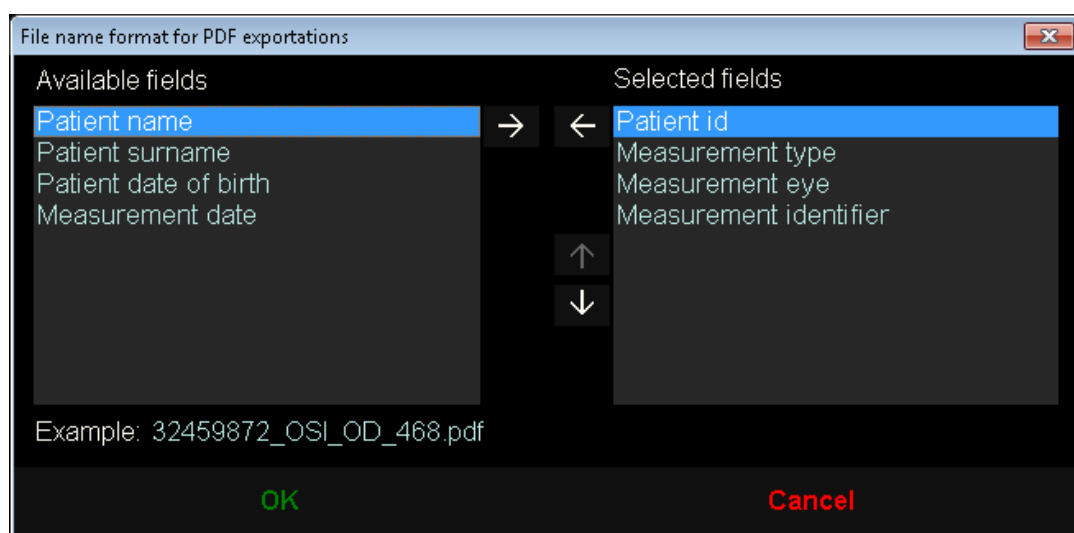 File name format for PDF exportations
Available fields
Patient name
Patient surname
Patient date of birth
Measurement date
Selected fields
Patient id
Measurement type
Measurement eye
Measurement identifier
Example: 32459872_OSI_OD_468.pdf
OK
Cancel